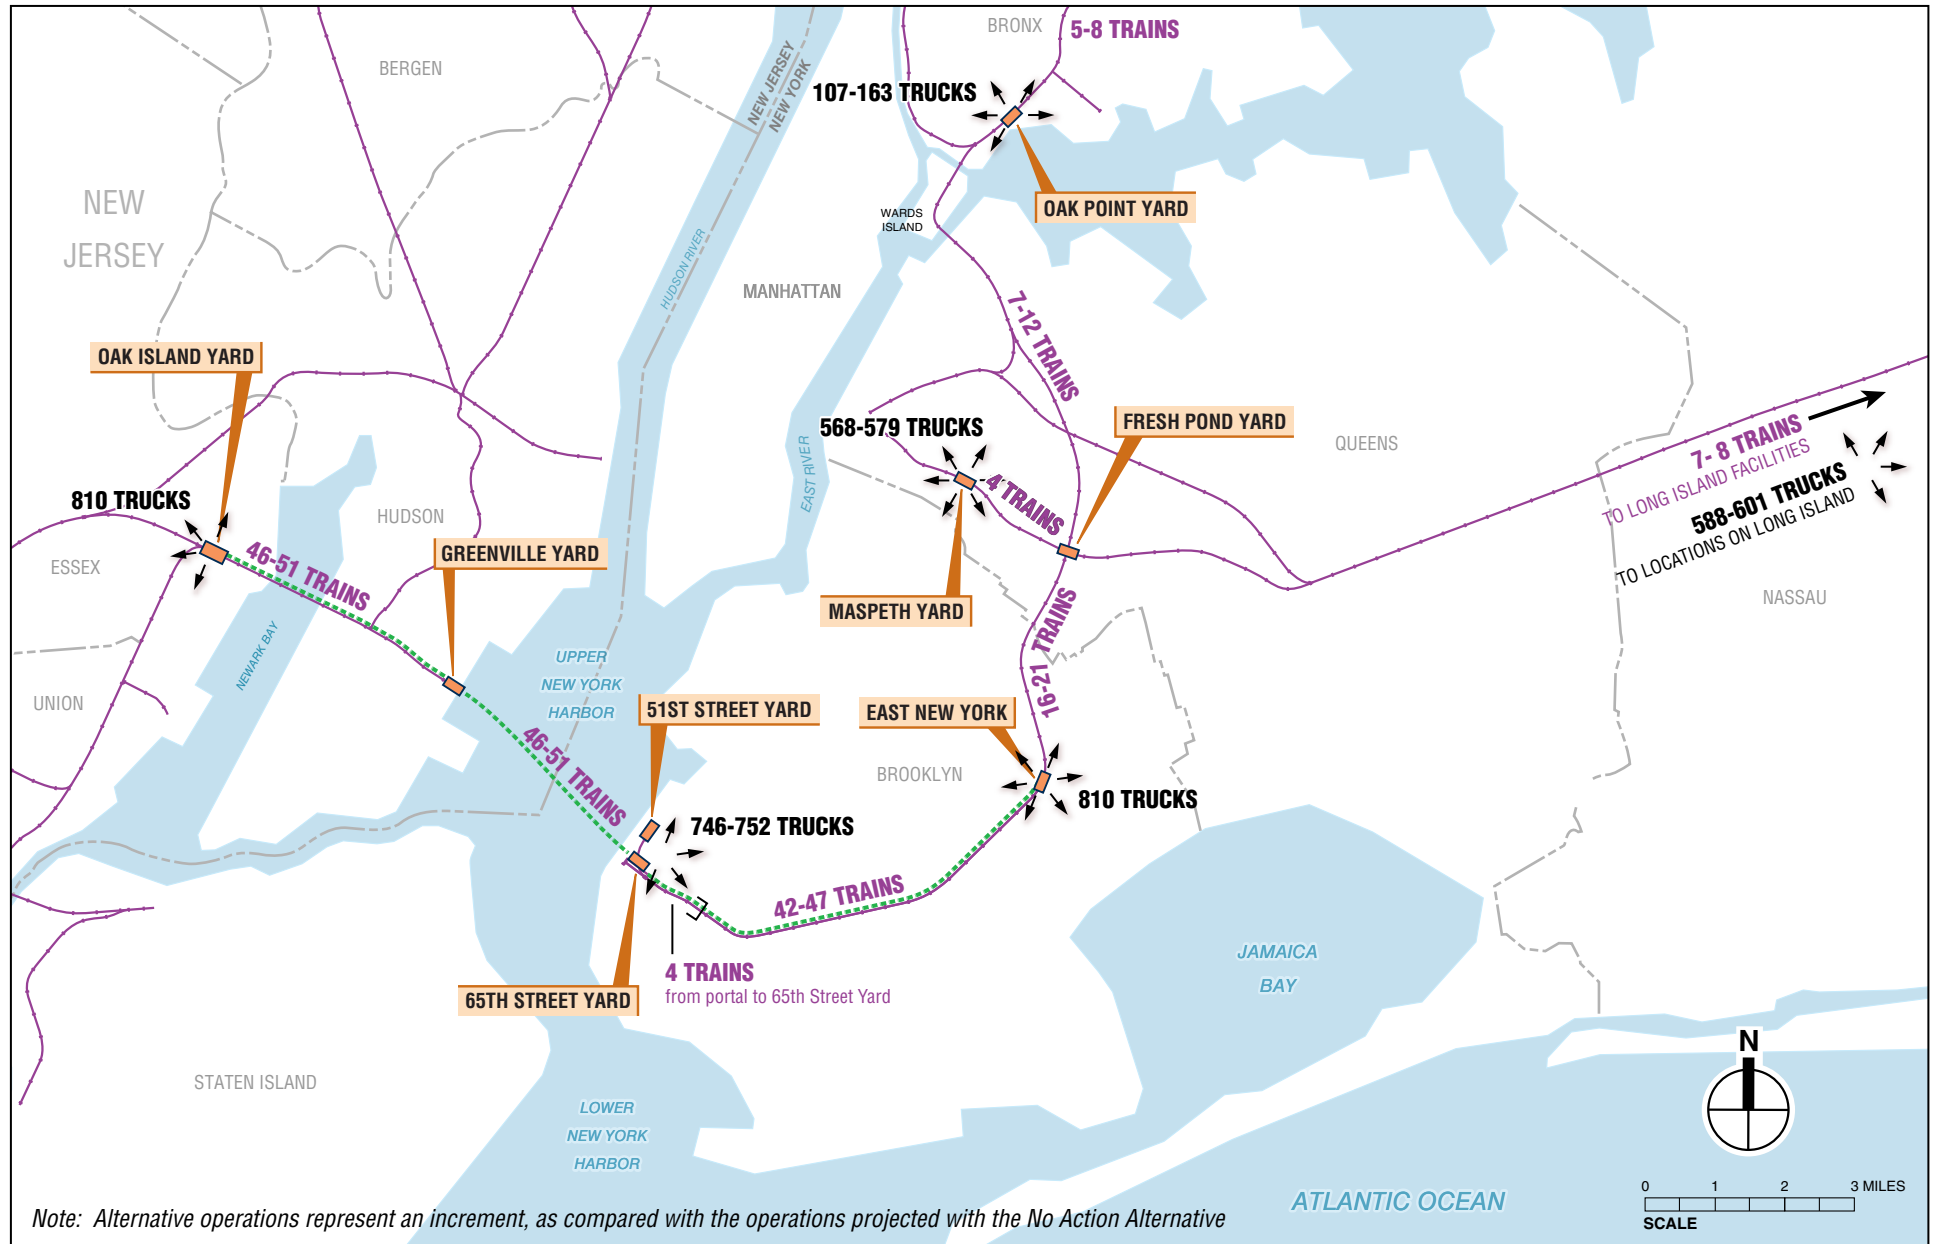 BRONX
5-8 TRAINS
BERGEN
NEW JERSEY
NEW YORK
107-163 TRUCKS
NEW
JERSEY
OAK POINT YARD
WARDS
ISLAND
HUDSON RIVER
MANHATTAN
7-12 TRAINS
OAK ISLAND YARD
568-579 TRUCKS
FRESH POND YARD
QUEENS
7- 8 TRAINS
TO LONG ISLAND FACILITIES
588-601 TRUCKS
TO LOCATIONS ON LONG ISLAND
EAST RIVER
4 TRAINS
810 TRUCKS
HUDSON
ESSEX
46-51 TRAINS
GREENVILLE YARD
MASPETH YARD
NASSAU
NEWARK BAY
16-21 TRAINS
UPPER
NEW YORK
HARBOR
UNION
51ST STREET YARD
EAST NEW YORK
46-51 TRAINS
BROOKLYN
810 TRUCKS
746-752 TRUCKS
42-47 TRAINS
JAMAICA
BAY
4 TRAINS
from portal to 65th Street Yard
65TH STREET YARD
STATEN ISLAND
N
LOWER
NEW YORK
HARBOR
ATLANTIC OCEAN
0 1 2 3 MILES
SCALE
Note: Alternative operations represent an increment, as compared with the operations projected with the No Action Alternative